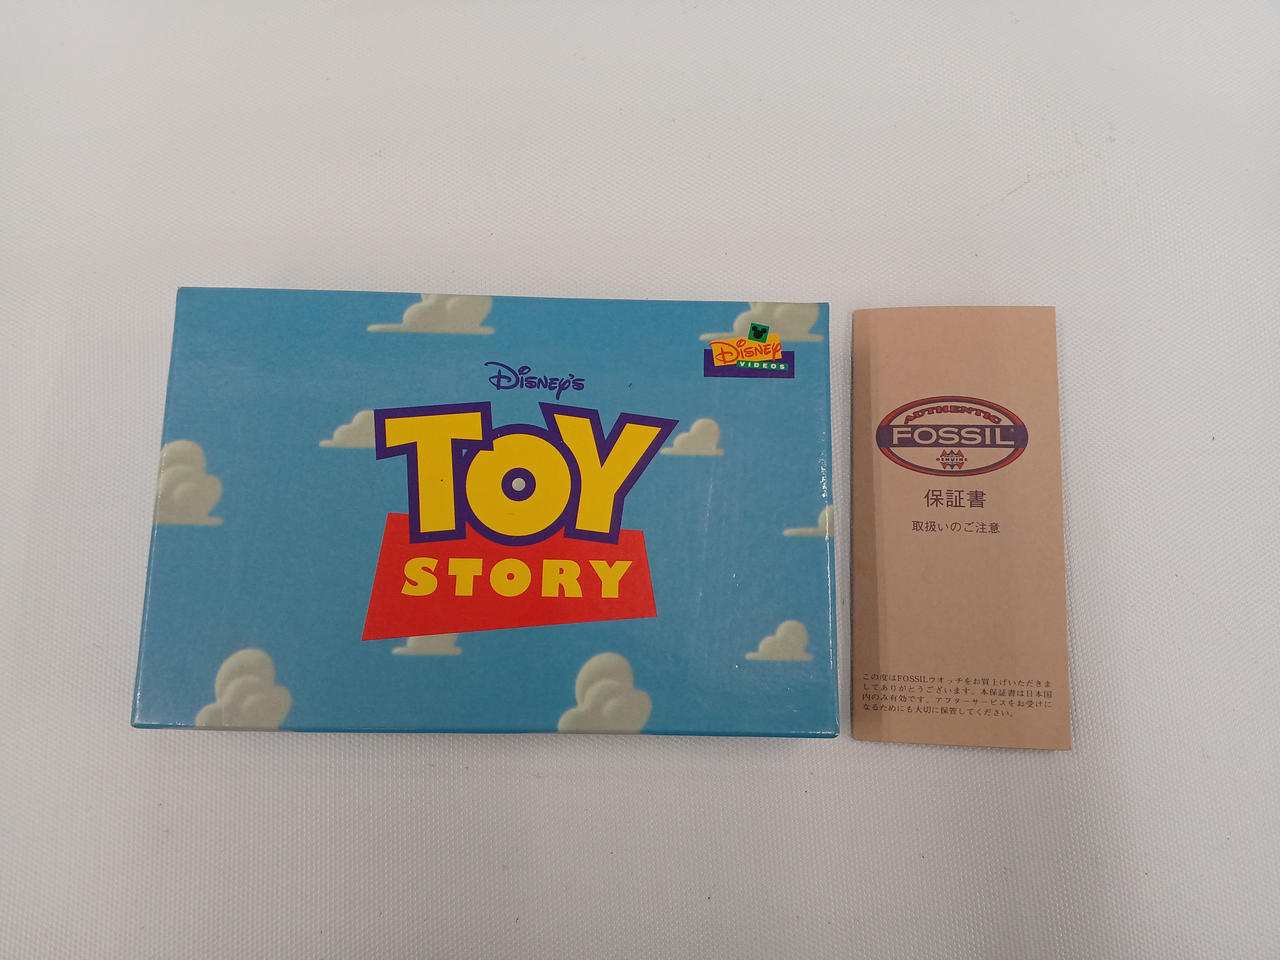 DISNEY'S
TOY
STORY
DISNEY
VIDEOS
AUTHENTIC
FOSSIL
GENUINE
保証書
取扱いのご注意
この度はFOSSILウオッチをお買上げいただきま
してありがとうございます。本保証書は日本国
内のみ有効です。アフターサービスをお受けに
なるためにも大切に保管してください。